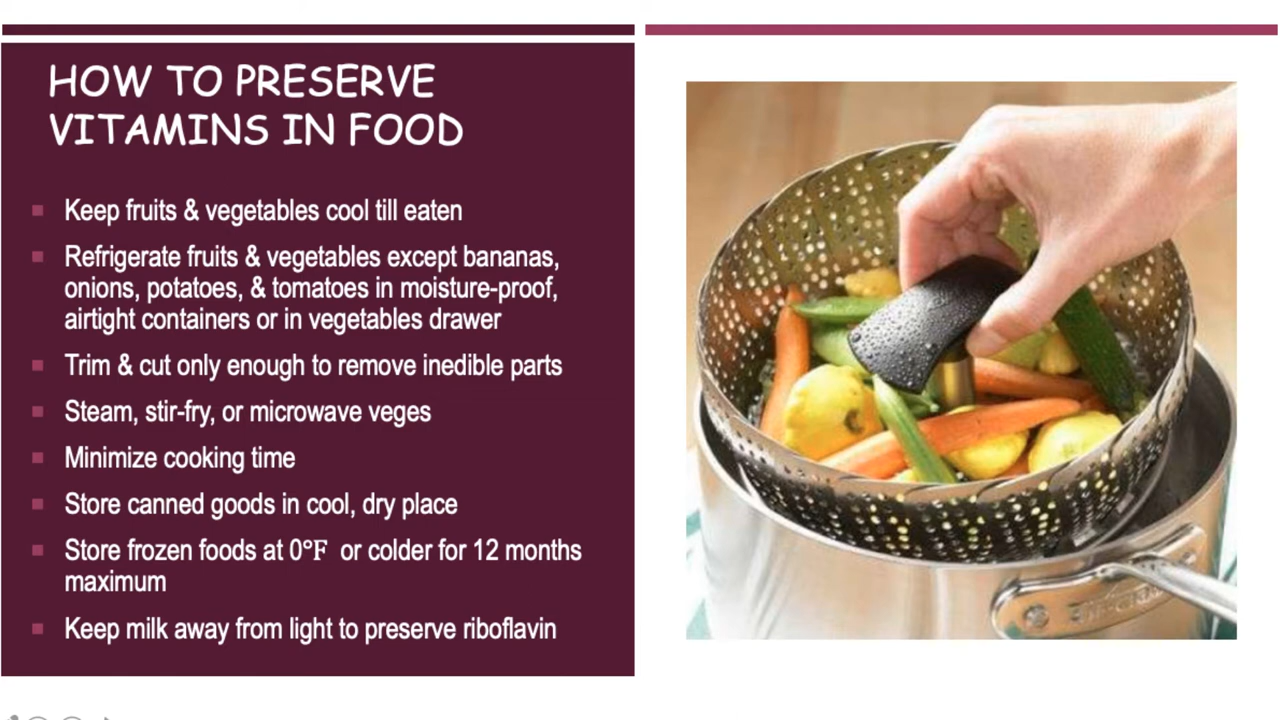 HOW TO PRESERVE
VITAMINS IN FOOD
Keep fruits & vegetables cool till eaten
Refrigerate fruits & vegetables except bananas,
onions, potatoes, & tomatoes in moisture-proof,
airtight containers or in vegetables drawer
Trim & cut only enough to remove inedible parts
Steam, stir-fry, or microwave veges
Minimize cooking time
Store canned goods in cool, dry place
Store frozen foods at 0°F or colder for 12 months
maximum
Keep milk away from light to preserve riboflavin